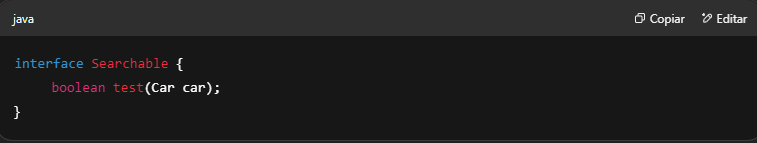 java
Copiar
Editar
interface Searchable {
boolean test(Car car);
}